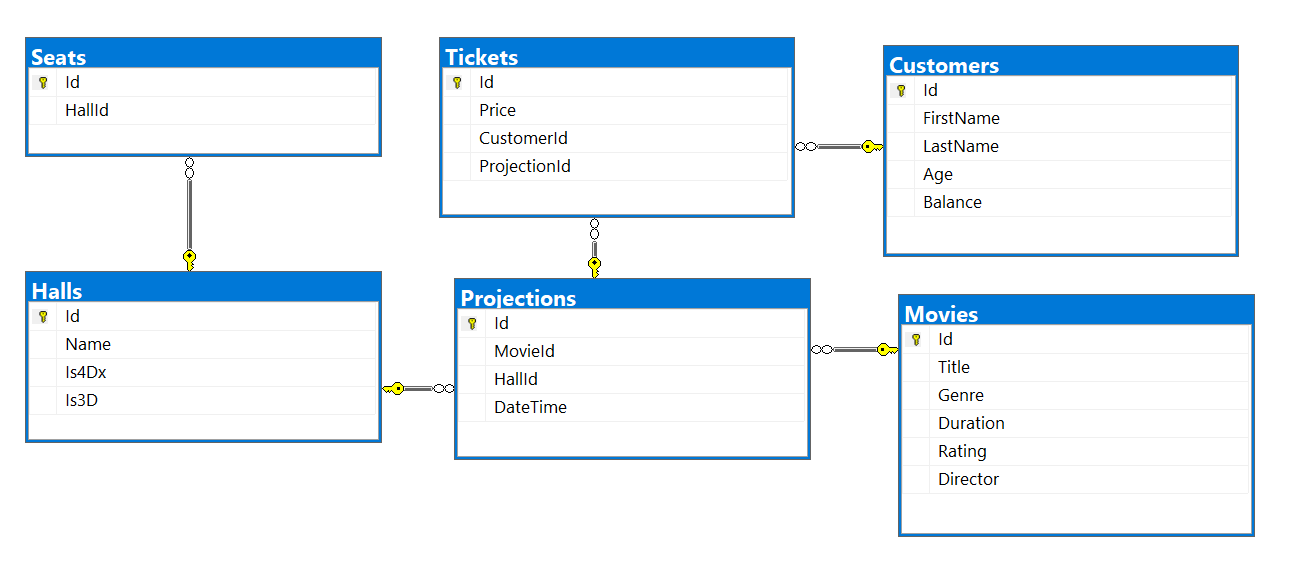 Seats
Id
HallId
Tickets
Id
Price
CustomerId
ProjectionId
Customers
Id
FirstName
LastName
Age
Balance
Halls
Id
Name
Is4Dx
Is3D
Projections
Id
MovieId
HallId
DateTime
Movies
Id
Title
Genre
Duration
Rating
Director